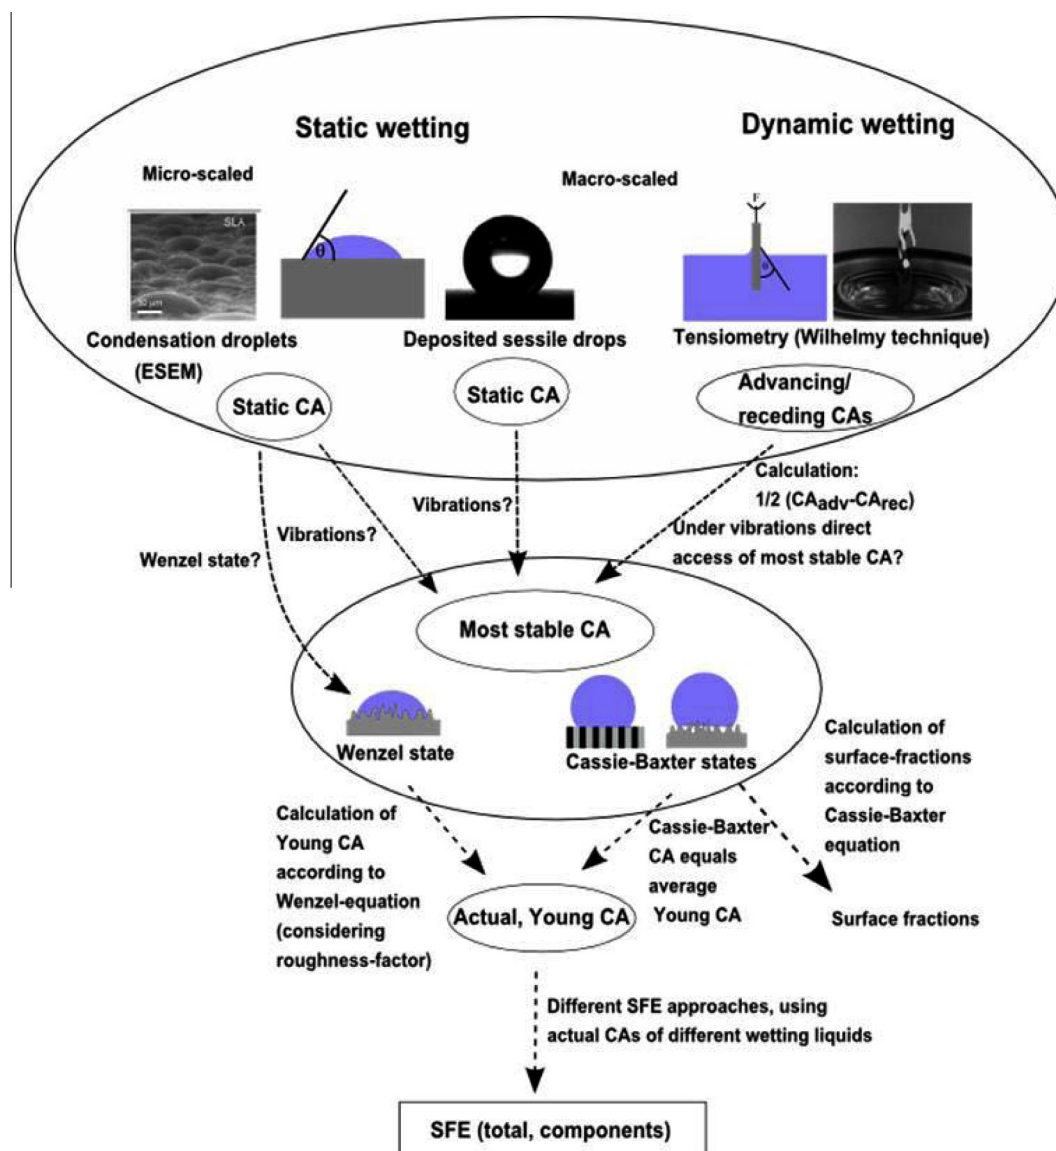 Static wetting
Dynamic wetting
Micro-scaled
Macro-scaled
SLA
50 µm
θ
F
θ
Condensation droplets
(ESEM)
Deposited sessile drops
Tensiometry (Wilhelmy technique)
Static CA
Static CA
Advancing/
receding CAs
Calculation:
1/2 (CAadv-CArec)
Under vibrations direct
access of most stable CA?
Vibrations?
Vibrations?
Wenzel state?
Most stable CA
Wenzel state
Cassie-Baxter states
Calculation of
surface-fractions
according to
Cassie-Baxter
equation
Calculation of
Young CA
according to
Wenzel-equation
(considering
roughness-factor)
Cassie-Baxter
CA equals
average
Young CA
Actual, Young CA
Surface fractions
Different SFE approaches, using
actual CAs of different wetting liquids
SFE (total, components)